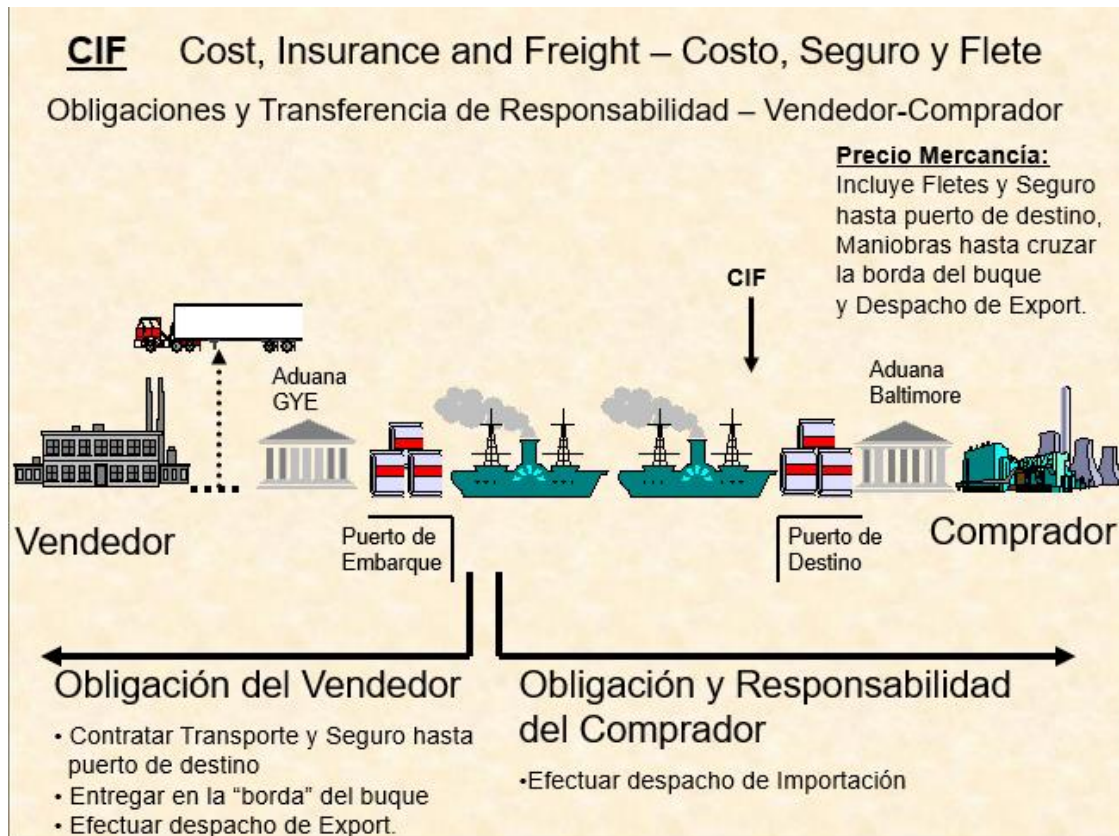 CIF Cost, Insurance and Freight – Costo, Seguro y Flete
Obligaciones y Transferencia de Responsabilidad – Vendedor-Comprador
Precio Mercancía:
Incluye Fletes y Seguro
hasta puerto de destino,
Maniobras hasta cruzar
la borda del buque
y Despacho de Export.
CIF
Aduana
GYE
Aduana
Baltimore
Vendedor
Puerto de
Embarque
Puerto de
Destino
Comprador
Obligación del Vendedor
• Contratar Transporte y Seguro hasta
puerto de destino
• Entregar en la “borda” del buque
• Efectuar despacho de Export.
Obligación y Responsabilidad
del Comprador
•Efectuar despacho de Importación